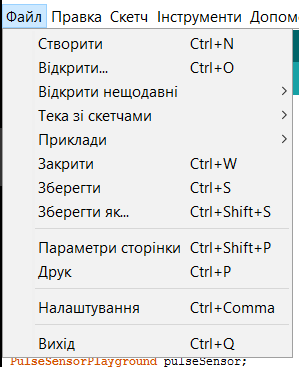 Файл Правка Скетч Інструменти Допом
Створити Ctrl+N
Відкрити... Ctrl+O
Відкрити нещодавні
Тека зі скетчами
Приклади
Закрити Ctrl+W
Зберегти Ctrl+S
Зберегти як... Ctrl+Shift+S
Параметри сторінки Ctrl+Shift+P
Друк Ctrl+P
Налаштування Ctrl+Comma
Вихід Ctrl+Q
PulseSensorPlayground pulseSensor;